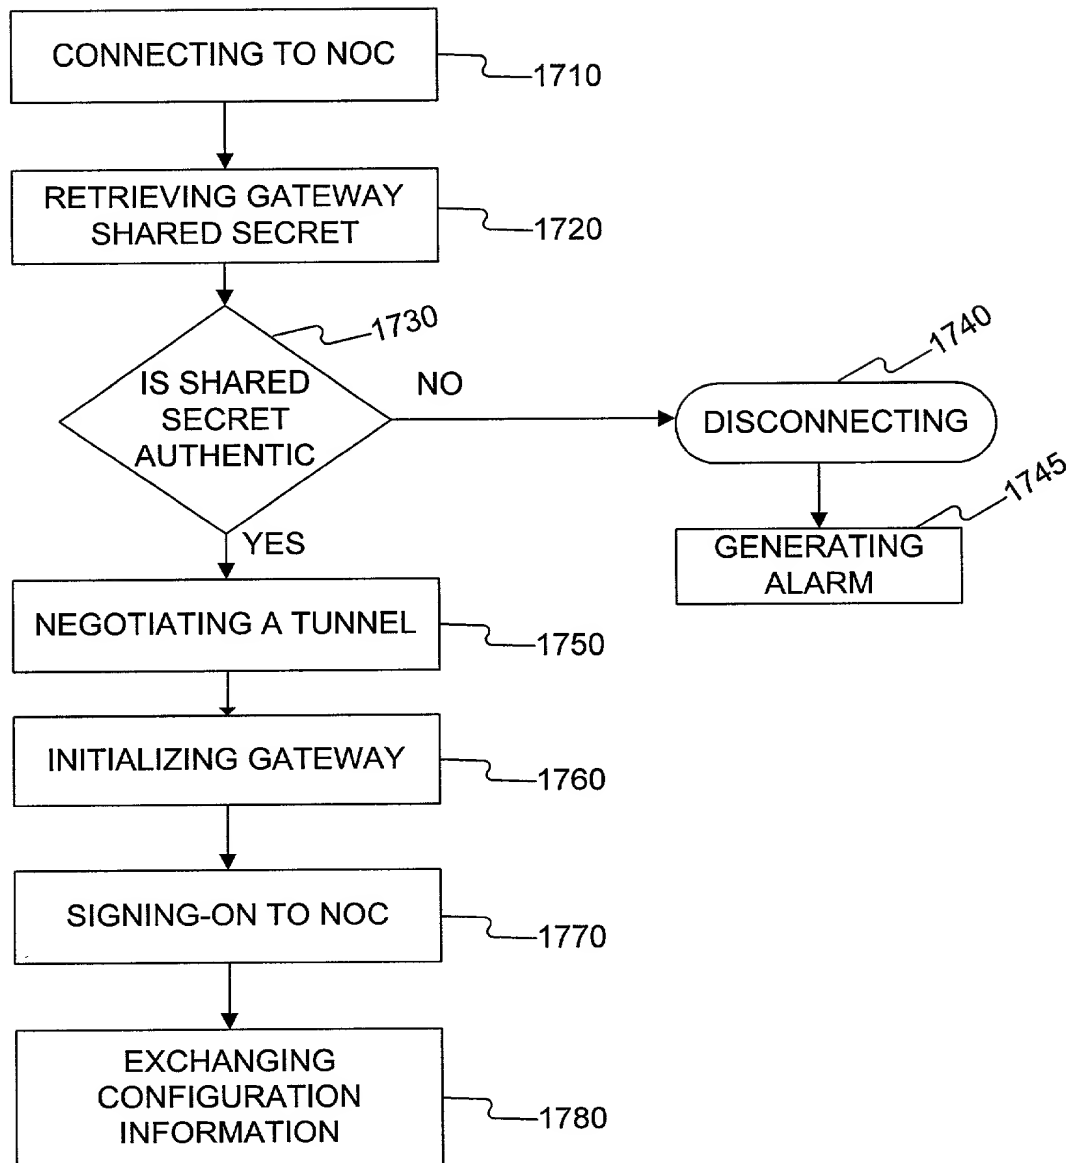 CONNECTING TO NOC
1710
RETRIEVING GATEWAY
SHARED SECRET
1720
1730
IS SHARED
SECRET
AUTHENTIC
NO
1740
DISCONNECTING
1745
GENERATING
ALARM
YES
NEGOTIATING A TUNNEL
1750
INITIALIZING GATEWAY
1760
SIGNING-ON TO NOC
1770
EXCHANGING
CONFIGURATION
INFORMATION
1780